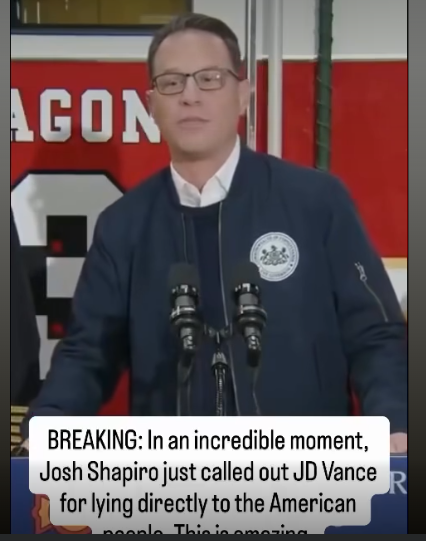 AGON
3
BREAKING: In an incredible moment,
Josh Shapiro just called out JD Vance
for lying directly to the American
R
people. This is amazing.